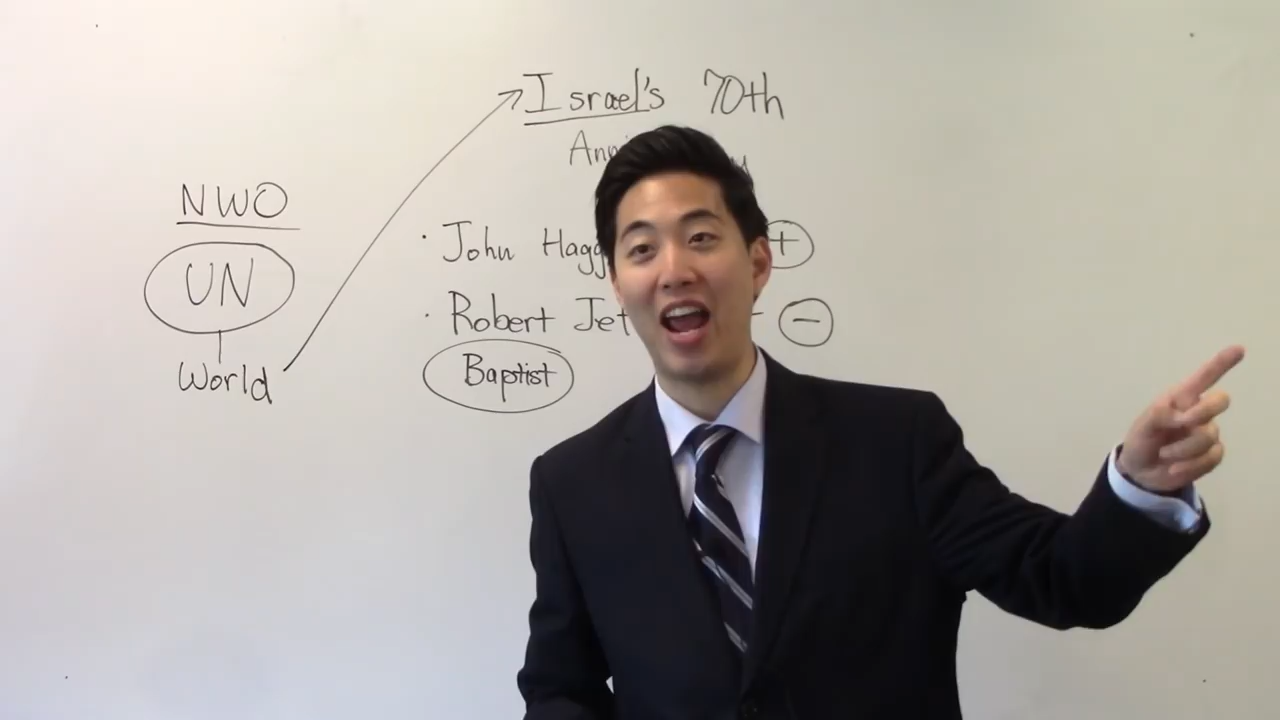 NWO
UN
World
Israel's 70th
· John +
· Robert −
Baptist